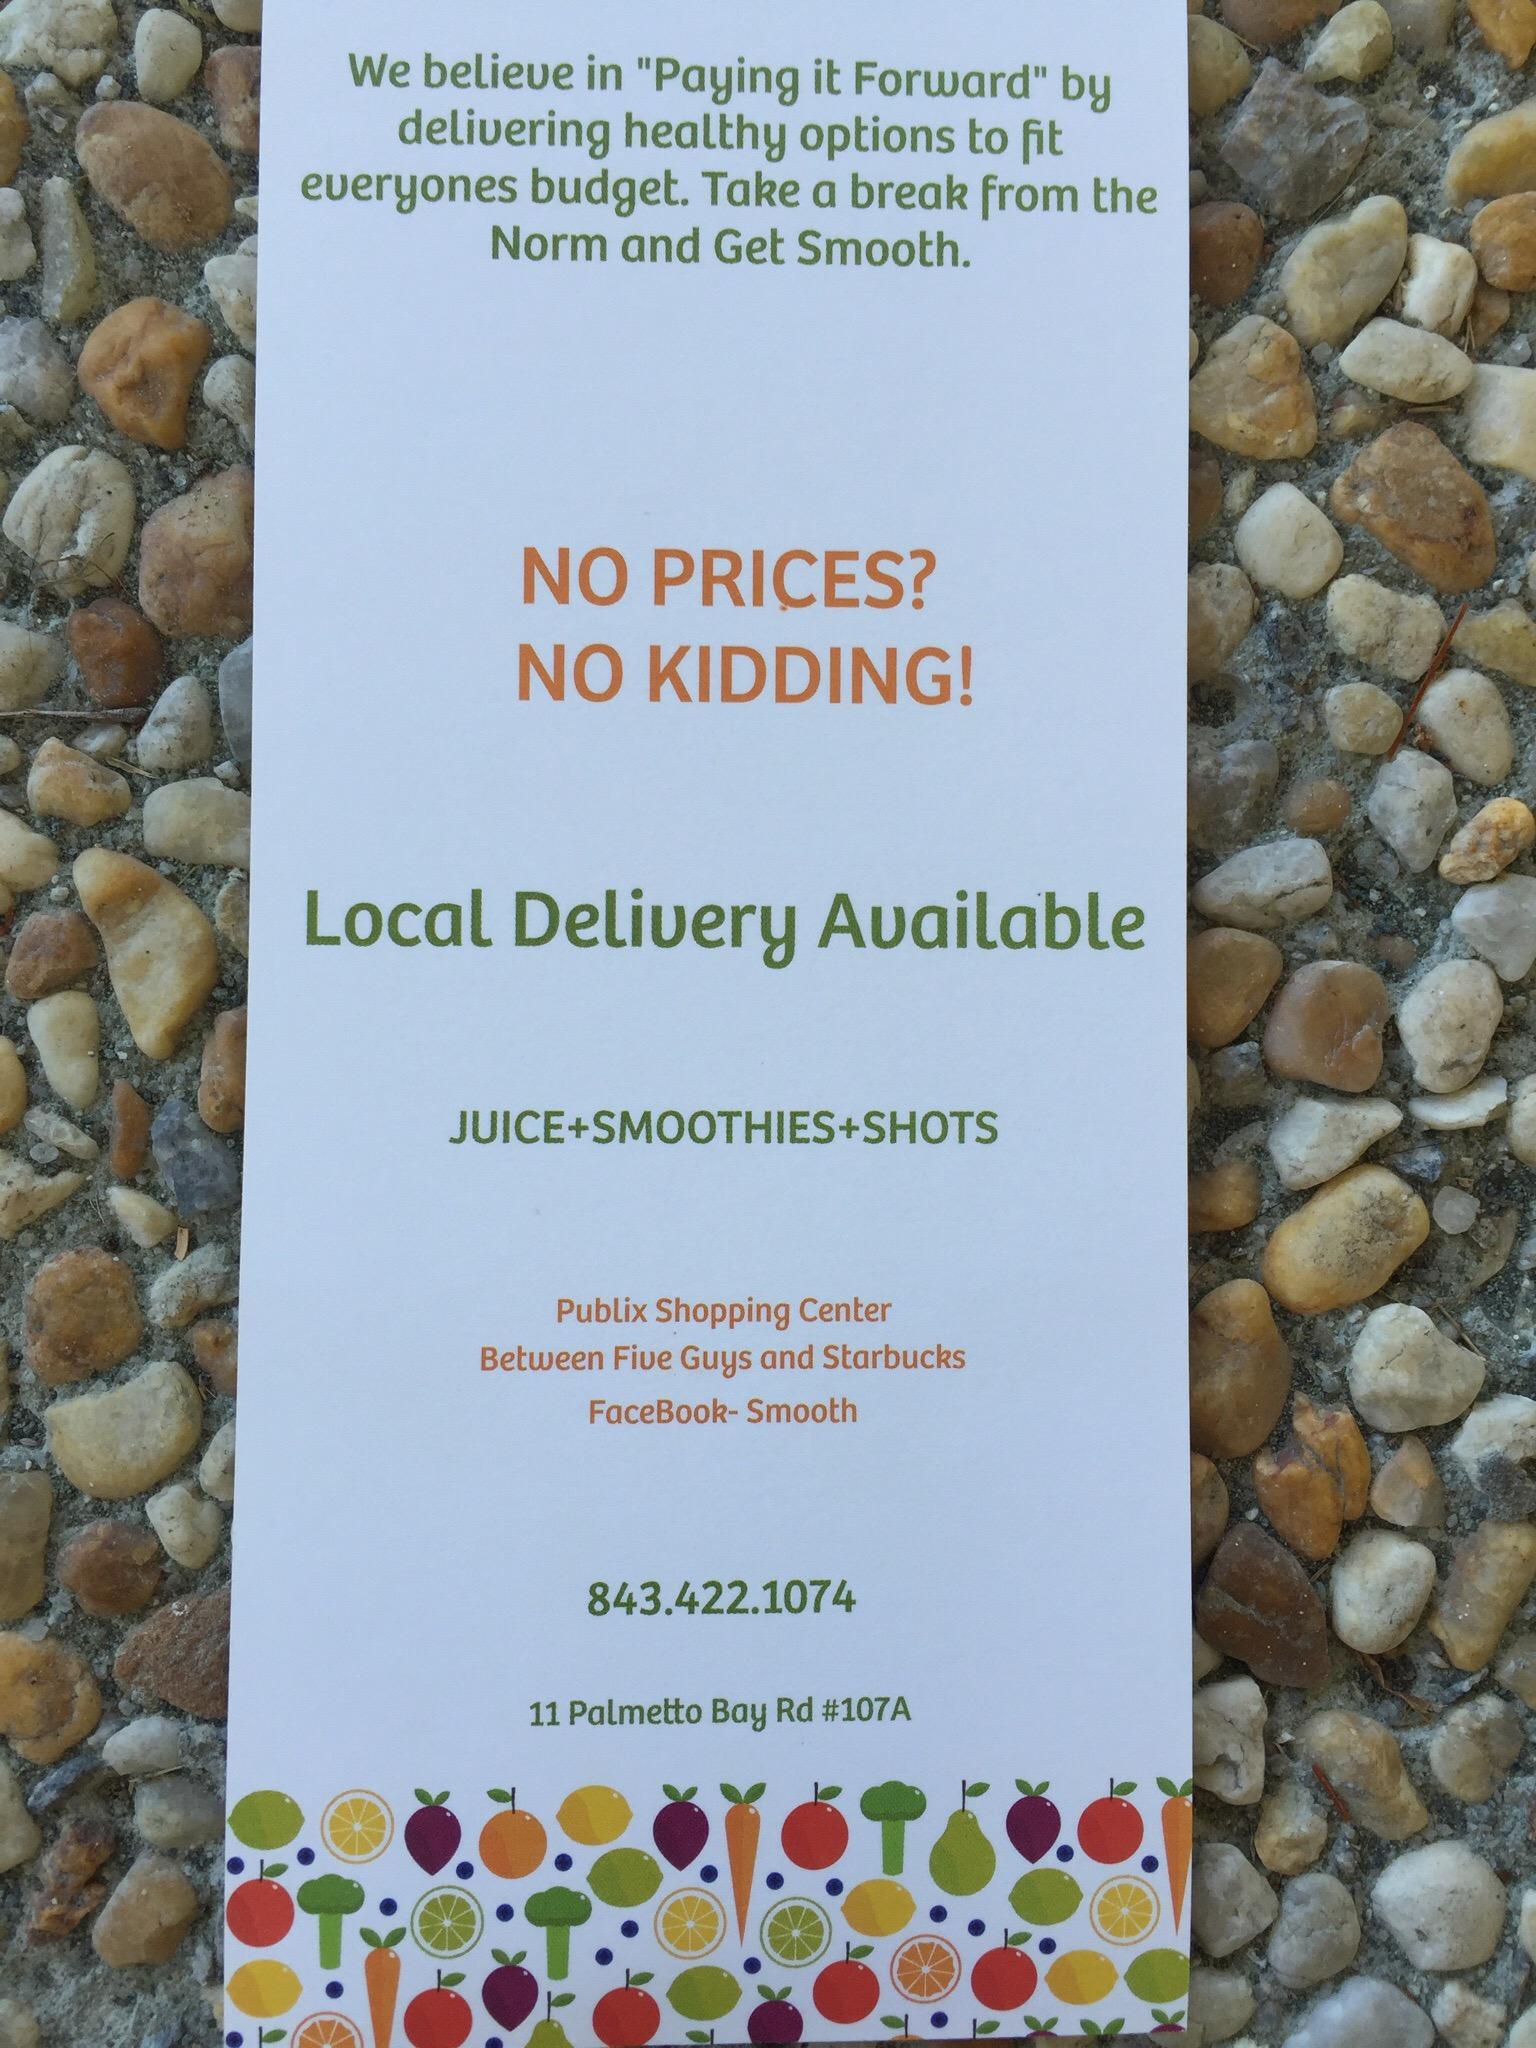 We believe in "Paying it Forward" by
delivering healthy options to fit
everyones budget. Take a break from the
Norm and Get Smooth.
NO PRICES?
NO KIDDING!
Local Delivery Available
JUICE+SMOOTHIES+SHOTS
Publix Shopping Center
Between Five Guys and Starbucks
FaceBook- Smooth
843.422.1074
11 Palmetto Bay Rd #107A